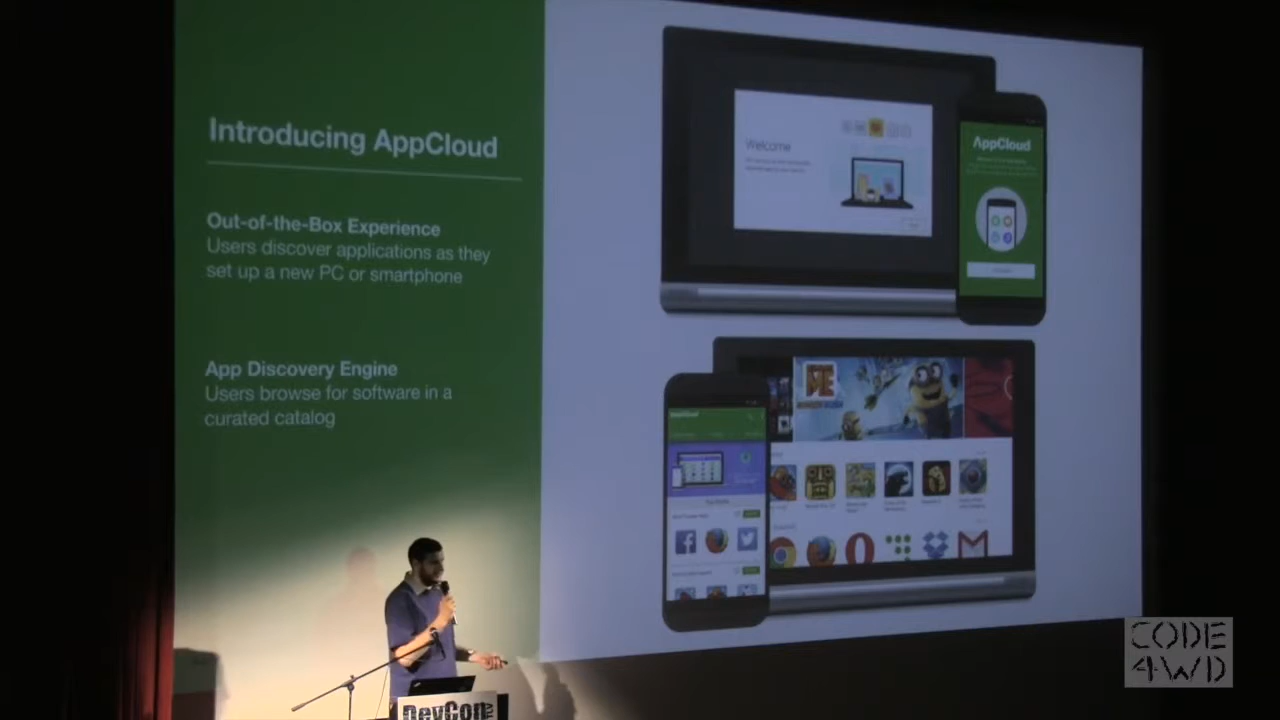 Introducing AppCloud
Out-of-the-Box Experience
Users discover applications as they
set up a new PC or smartphone
App Discovery Engine
Users browse for software in a
curated catalog
Welcome
AppCloud
DevCon
CODE
4WD